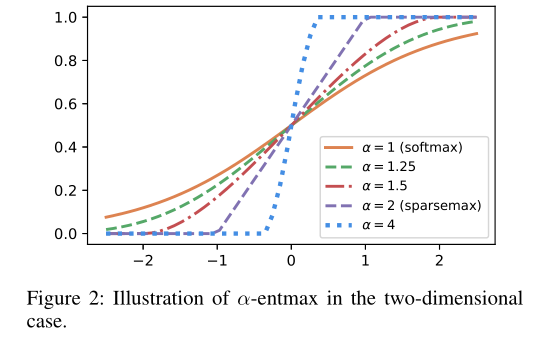 1.0
0.8
0.6
0.4
0.2
0.0
−2
−1
0
1
2
α = 1 (softmax)
α = 1.25
α = 1.5
α = 2 (sparsemax)
α = 4
Figure 2: Illustration of α-entmax in the two-dimensional
case.